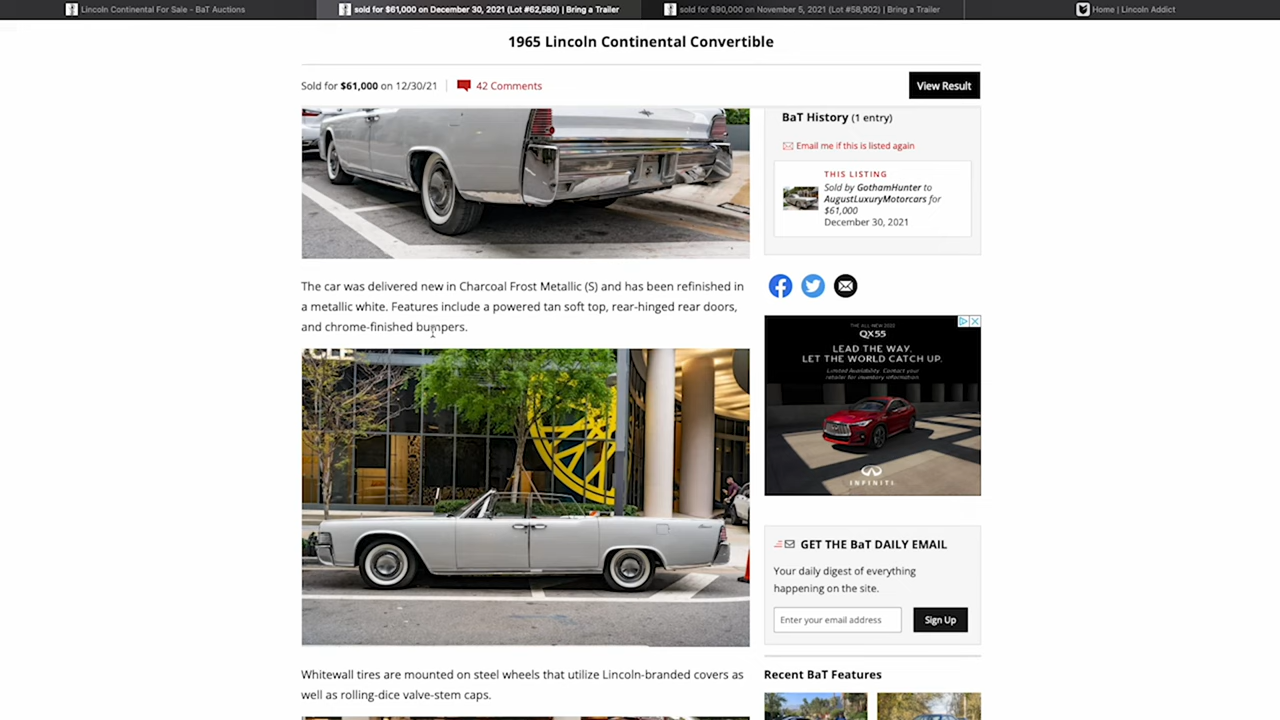 Lincoln Continental For Sale - BaT Auctions
sold for $61,000 on December 30, 2021 (Lot #62,580) | Bring a Trailer
sold for $90,000 on November 5, 2021 (Lot #58,902) | Bring a Trailer
Home | Lincoln Addict
1965 Lincoln Continental Convertible
Sold for $61,000 on 12/30/21
42 Comments
View Result
The car was delivered new in Charcoal Frost Metallic (S) and has been refinished in
a metallic white. Features include a powered tan soft top, rear-hinged rear doors,
and chrome-finished bumpers.
Whitewall tires are mounted on steel wheels that utilize Lincoln-branded covers as
well as rolling-dice valve-stem caps.
BaT History (1 entry)
Email me if this is listed again
THIS LISTING
Sold by GothamHunter to
AugustLuxuryMotorcars for
$61,000
December 30, 2021
THE ALL-NEW 2022
QX55
LEAD THE WAY.
LET THE WORLD CATCH UP.
Limited Availability. Contact your
retailer for inventory information.
INFINITI
GET THE BaT DAILY EMAIL
Your daily digest of everything
happening on the site.
Enter your email address
Sign Up
Recent BaT Features